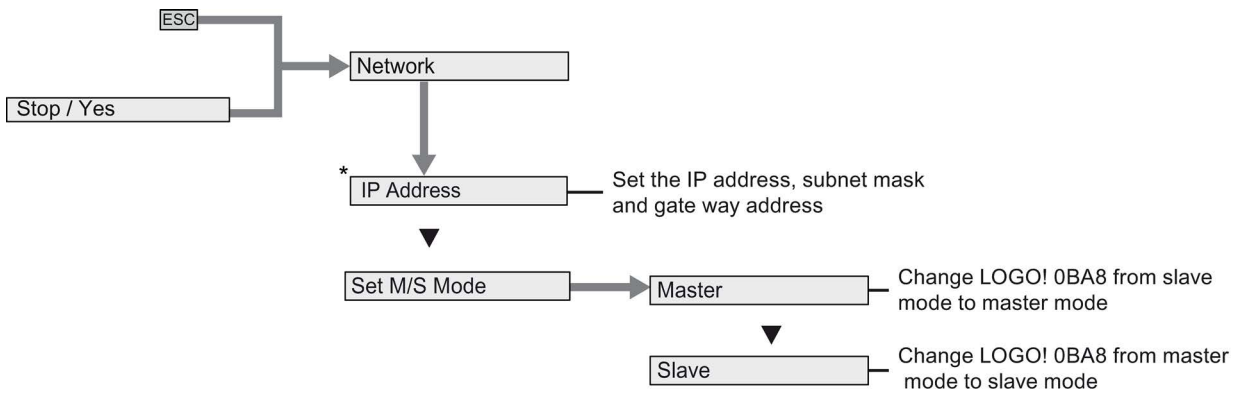 ESC
Network
Stop / Yes
*
IP Address
Set the IP address, subnet mask
and gate way address
Set M/S Mode
Master
Change LOGO! 0BA8 from slave
mode to master mode
Slave
Change LOGO! 0BA8 from master
mode to slave mode